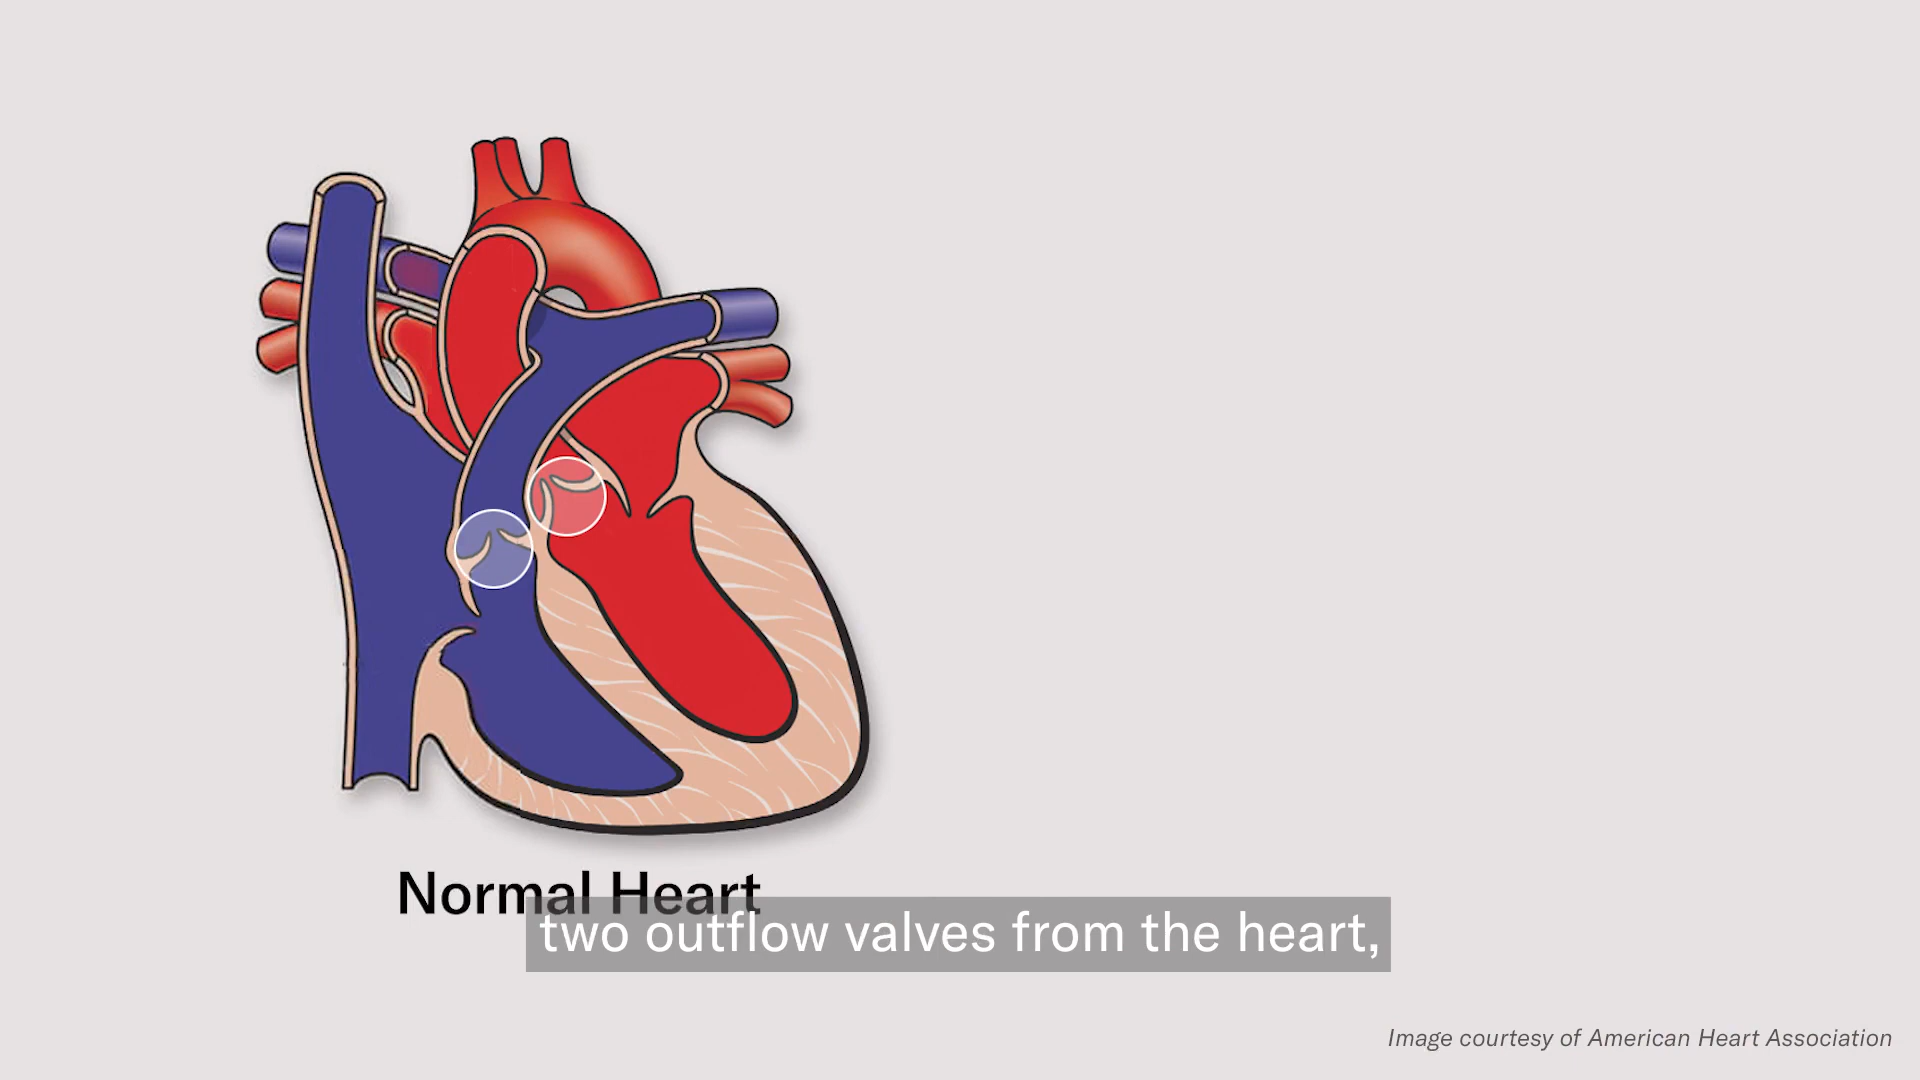 Normal Heart
two outflow valves from the heart,
Image courtesy of American Heart Association